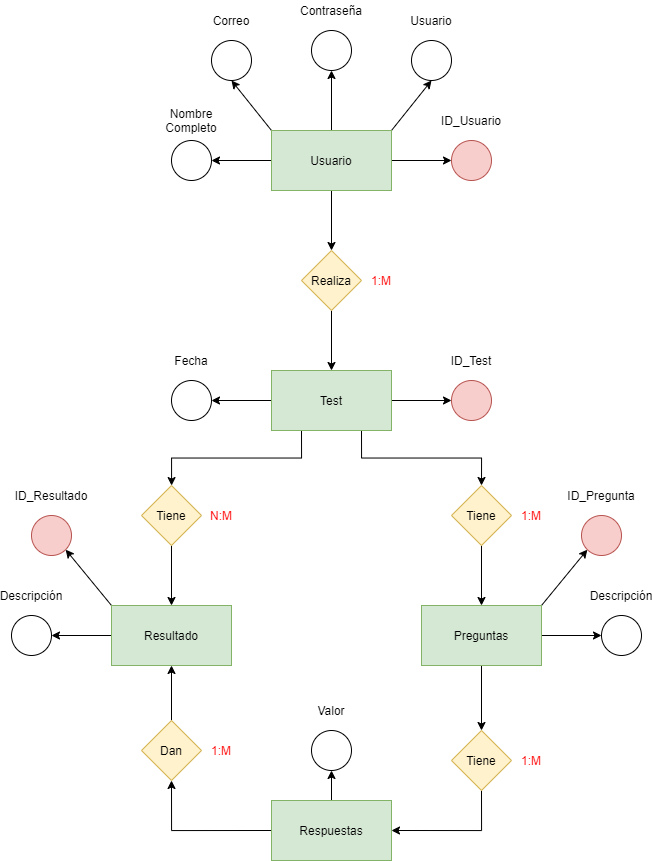 Contraseña
Correo
Usuario
Nombre
Completo
ID_Usuario
Usuario
Realiza
1:M
Fecha
ID_Test
Test
ID_Resultado
Tiene
N:M
Tiene
1:M
ID_Pregunta
Descripción
Resultado
Preguntas
Descripción
Valor
Dan
1:M
Tiene
1:M
Respuestas